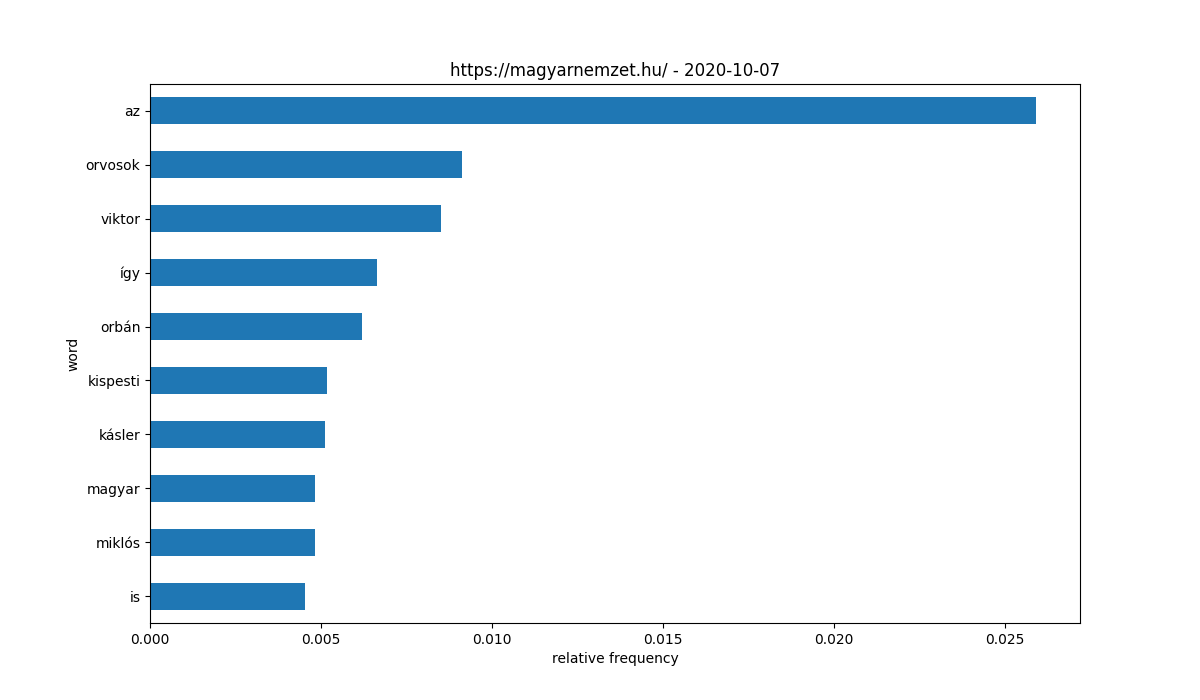 https://magyarnemzet.hu/ - 2020-10-07
az
orvosok
viktor
így
orbán
kispesti
kásler
magyar
miklós
is
word
0.000 0.005 0.010 0.015 0.020 0.025
relative frequency